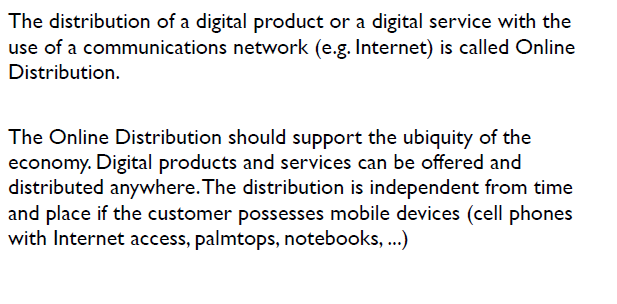 The distribution of a digital product or a digital service with the
use of a communications network (e.g. Internet) is called Online
Distribution.
The Online Distribution should support the ubiquity of the
economy. Digital products and services can be offered and
distributed anywhere. The distribution is independent from time
and place if the customer possesses mobile devices (cell phones
with Internet access, palmtops, notebooks, ...)